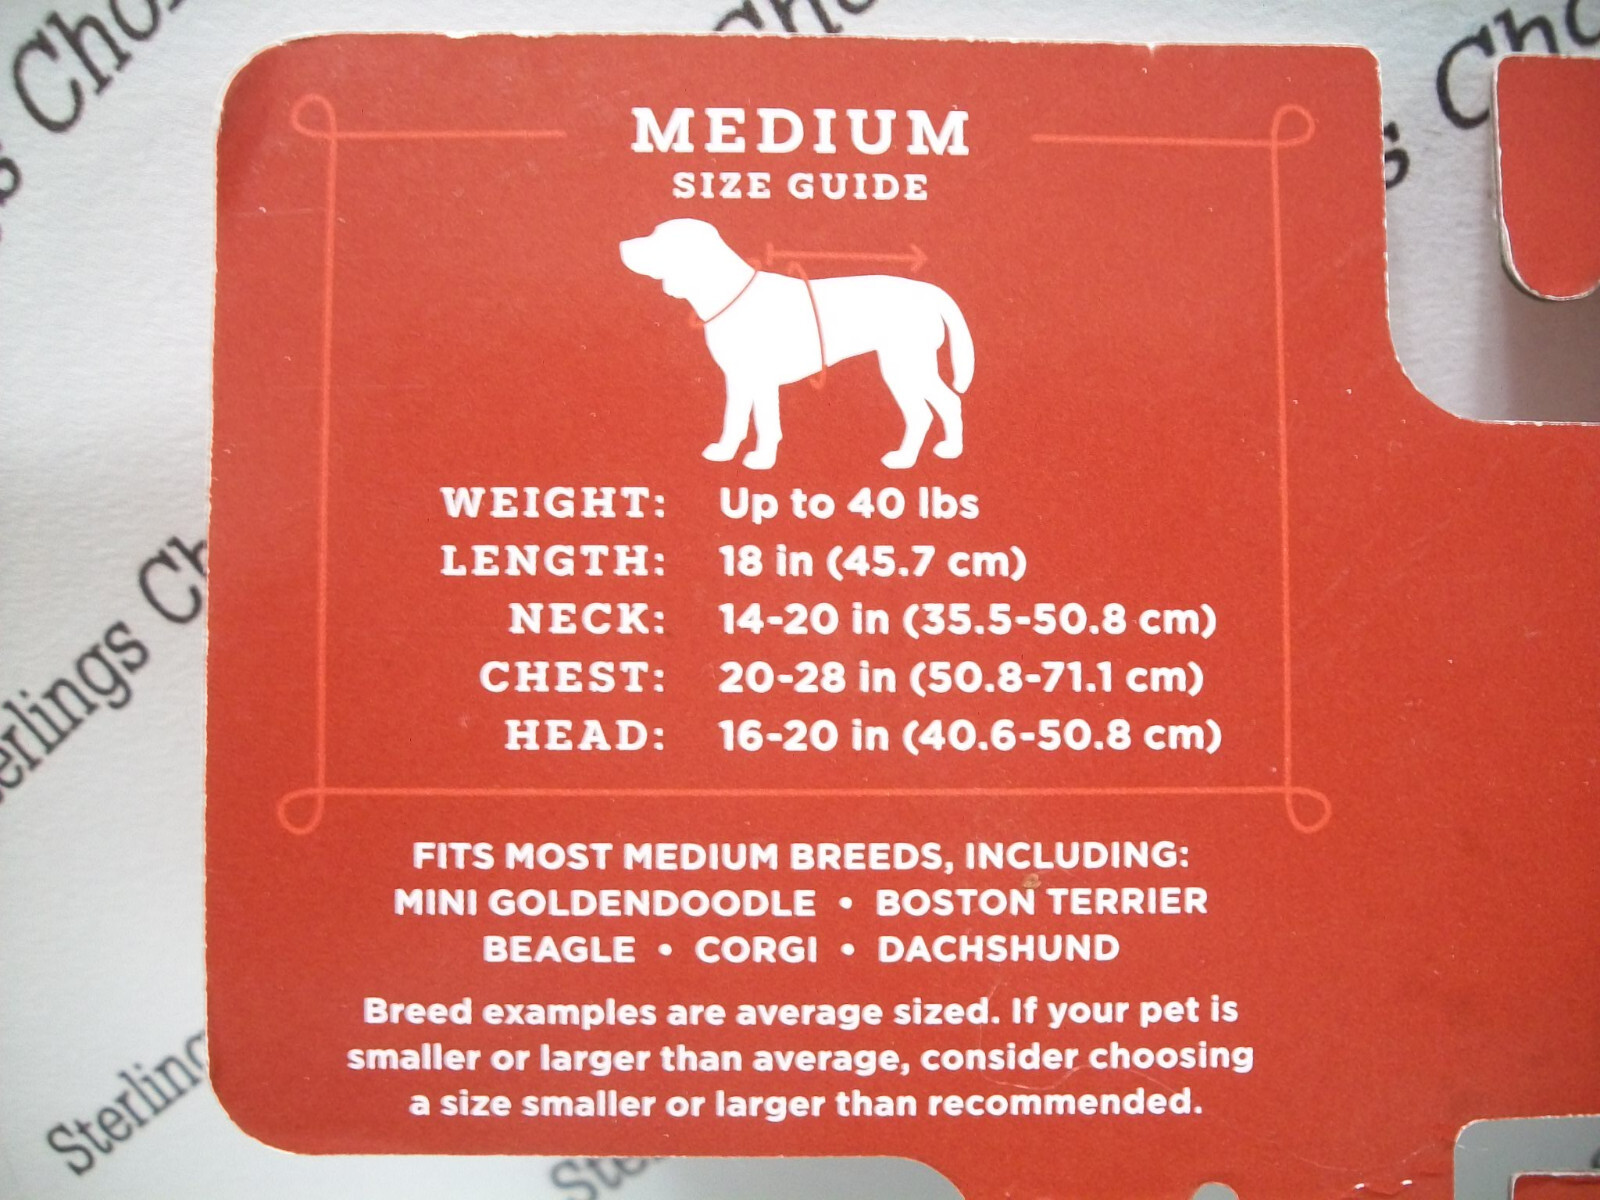 MEDIUM
SIZE GUIDE
WEIGHT: Up to 40 lbs
LENGTH: 18 in (45.7 cm)
NECK: 14-20 in (35.5-50.8 cm)
CHEST: 20-28 in (50.8-71.1 cm)
HEAD: 16-20 in (40.6-50.8 cm)
FITS MOST MEDIUM BREEDS, INCLUDING:
MINI GOLDENDOODLE • BOSTON TERRIER
BEAGLE • CORGI • DACHSHUND
Breed examples are average sized. If your pet is
smaller or larger than average, consider choosing
a size smaller or larger than recommended.